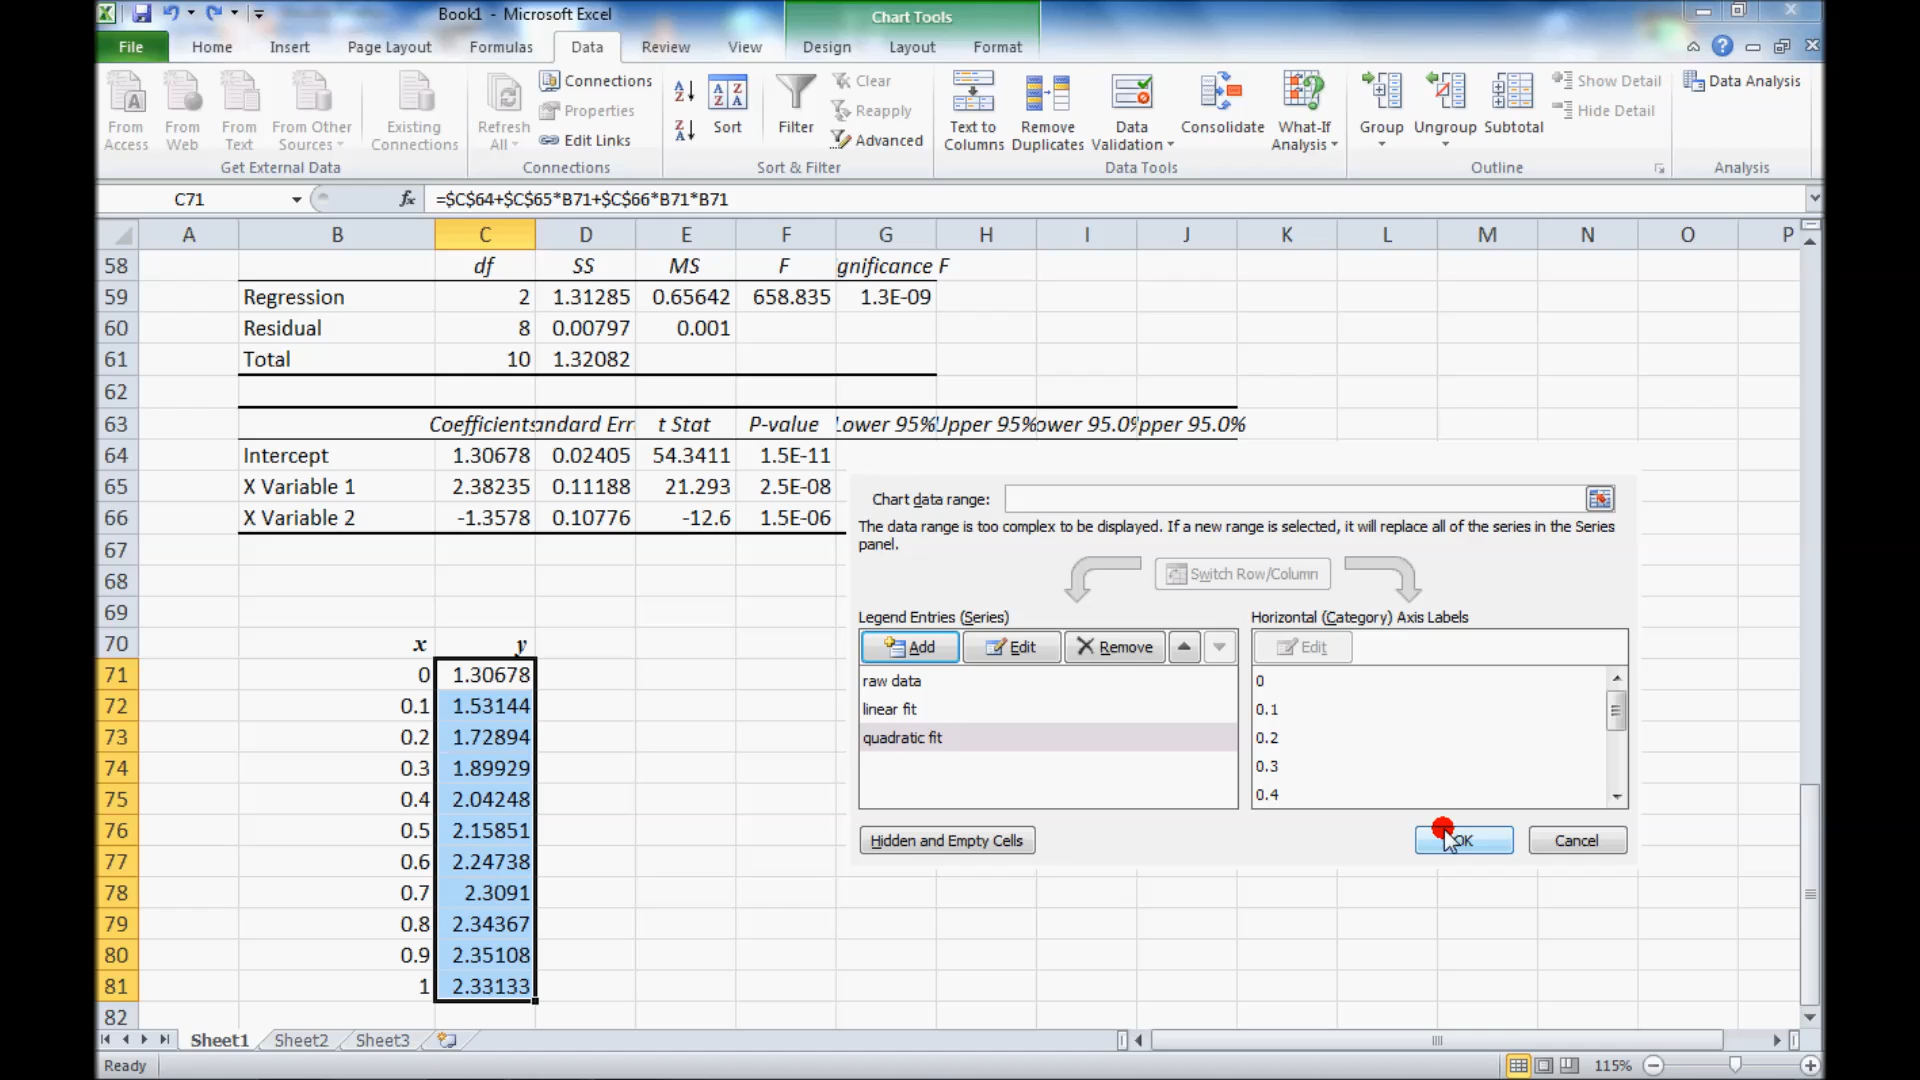 Book1 - Microsoft Excel
Chart Tools
File Home Insert Page Layout Formulas Data Review View Design Layout Format
From Access
From Web
From Text
From Other Sources
Existing Connections
Get External Data
Refresh All
Connections
Properties
Edit Links
Connections
Sort
Filter
Clear
Reapply
Advanced
Sort & Filter
Text to Columns
Remove Duplicates
Data Validation
Consolidate
What-If Analysis
Data Tools
Group
Ungroup
Subtotal
Show Detail
Hide Detail
Outline
Data Analysis
Analysis
C71 fx =$C$64+$C$65*B71+$C$66*B71*B71
A B C D E F G H I J K L M N O P
58 df SS MS F gnificance F
59 Regression 2 1.31285 0.65642 658.835 1.3E-09
60 Residual 8 0.00797 0.001
61 Total 10 1.32082
62
63 Coefficients andard Err t Stat P-value Lower 95% Upper 95% ower 95.0% pper 95.0%
64 Intercept 1.30678 0.02405 54.3411 1.5E-11
65 X Variable 1 2.38235 0.11188 21.293 2.5E-08
66 X Variable 2 -1.3578 0.10776 -12.6 1.5E-06
67
68
69
70 x y
71 0 1.30678
72 0.1 1.53144
73 0.2 1.72894
74 0.3 1.89929
75 0.4 2.04248
76 0.5 2.15851
77 0.6 2.24738
78 0.7 2.3091
79 0.8 2.34367
80 0.9 2.35108
81 1 2.33133
82
Chart data range:
The data range is too complex to be displayed. If a new range is selected, it will replace all of the series in the Series
panel.
Switch Row/Column
Legend Entries (Series)
Add Edit Remove
raw data
linear fit
quadratic fit
Horizontal (Category) Axis Labels
Edit
0
0.1
0.2
0.3
0.4
Hidden and Empty Cells
OK Cancel
Sheet1 Sheet2 Sheet3
Ready 115%